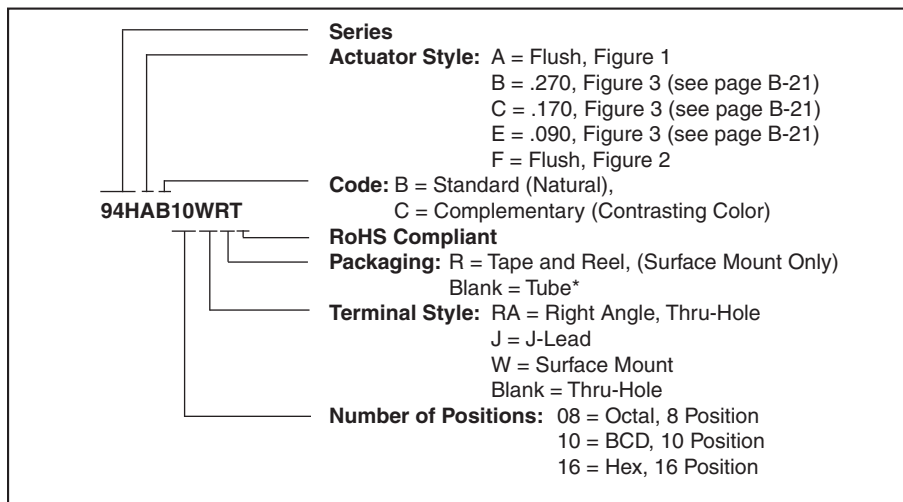 Series
Actuator Style: A = Flush, Figure 1
B = .270, Figure 3 (see page B-21)
C = .170, Figure 3 (see page B-21)
E = .090, Figure 3 (see page B-21)
F = Flush, Figure 2
Code: B = Standard (Natural),
C = Complementary (Contrasting Color)
94HAB10WRT
RoHS Compliant
Packaging: R = Tape and Reel, (Surface Mount Only)
Blank = Tube*
Terminal Style: RA = Right Angle, Thru-Hole
J = J-Lead
W = Surface Mount
Blank = Thru-Hole
Number of Positions: 08 = Octal, 8 Position
10 = BCD, 10 Position
16 = Hex, 16 Position